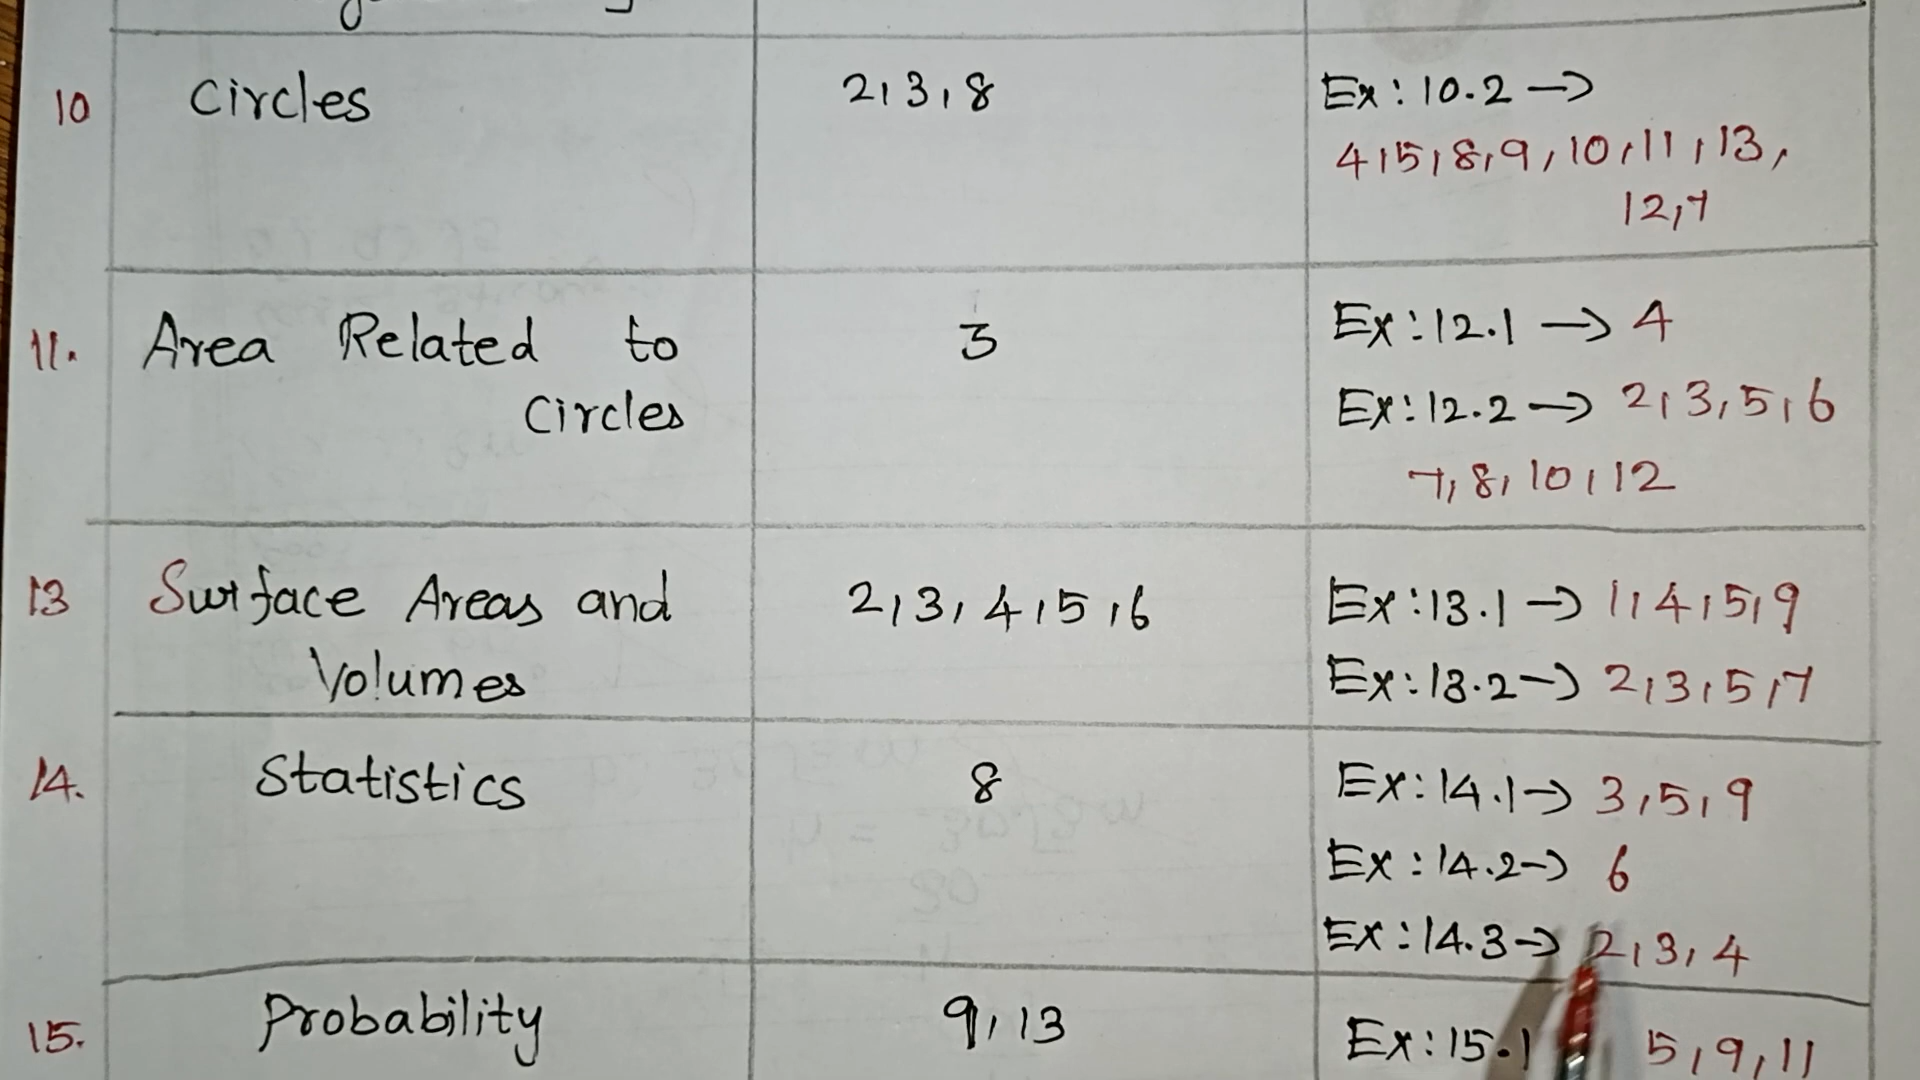 10 Circles 2,3,8 Ex: 10.2 →
4,5,8,9,10,11,13,
12,7
11. Area Related to 3 Ex: 12.1 → 4
Circles Ex: 12.2 → 2,3,5,6
7,8,10,12
13 Surface Areas and 2,3,4,5,6 Ex: 13.1 → 1,4,5,9
Volumes Ex: 13.2 → 2,3,5,7
14. Statistics 8 Ex: 14.1 → 3,5,9
Ex: 14.2 → 6
Ex: 14.3 → 2,3,4
15. Probability 9,13 Ex: 15.1 5,9,11